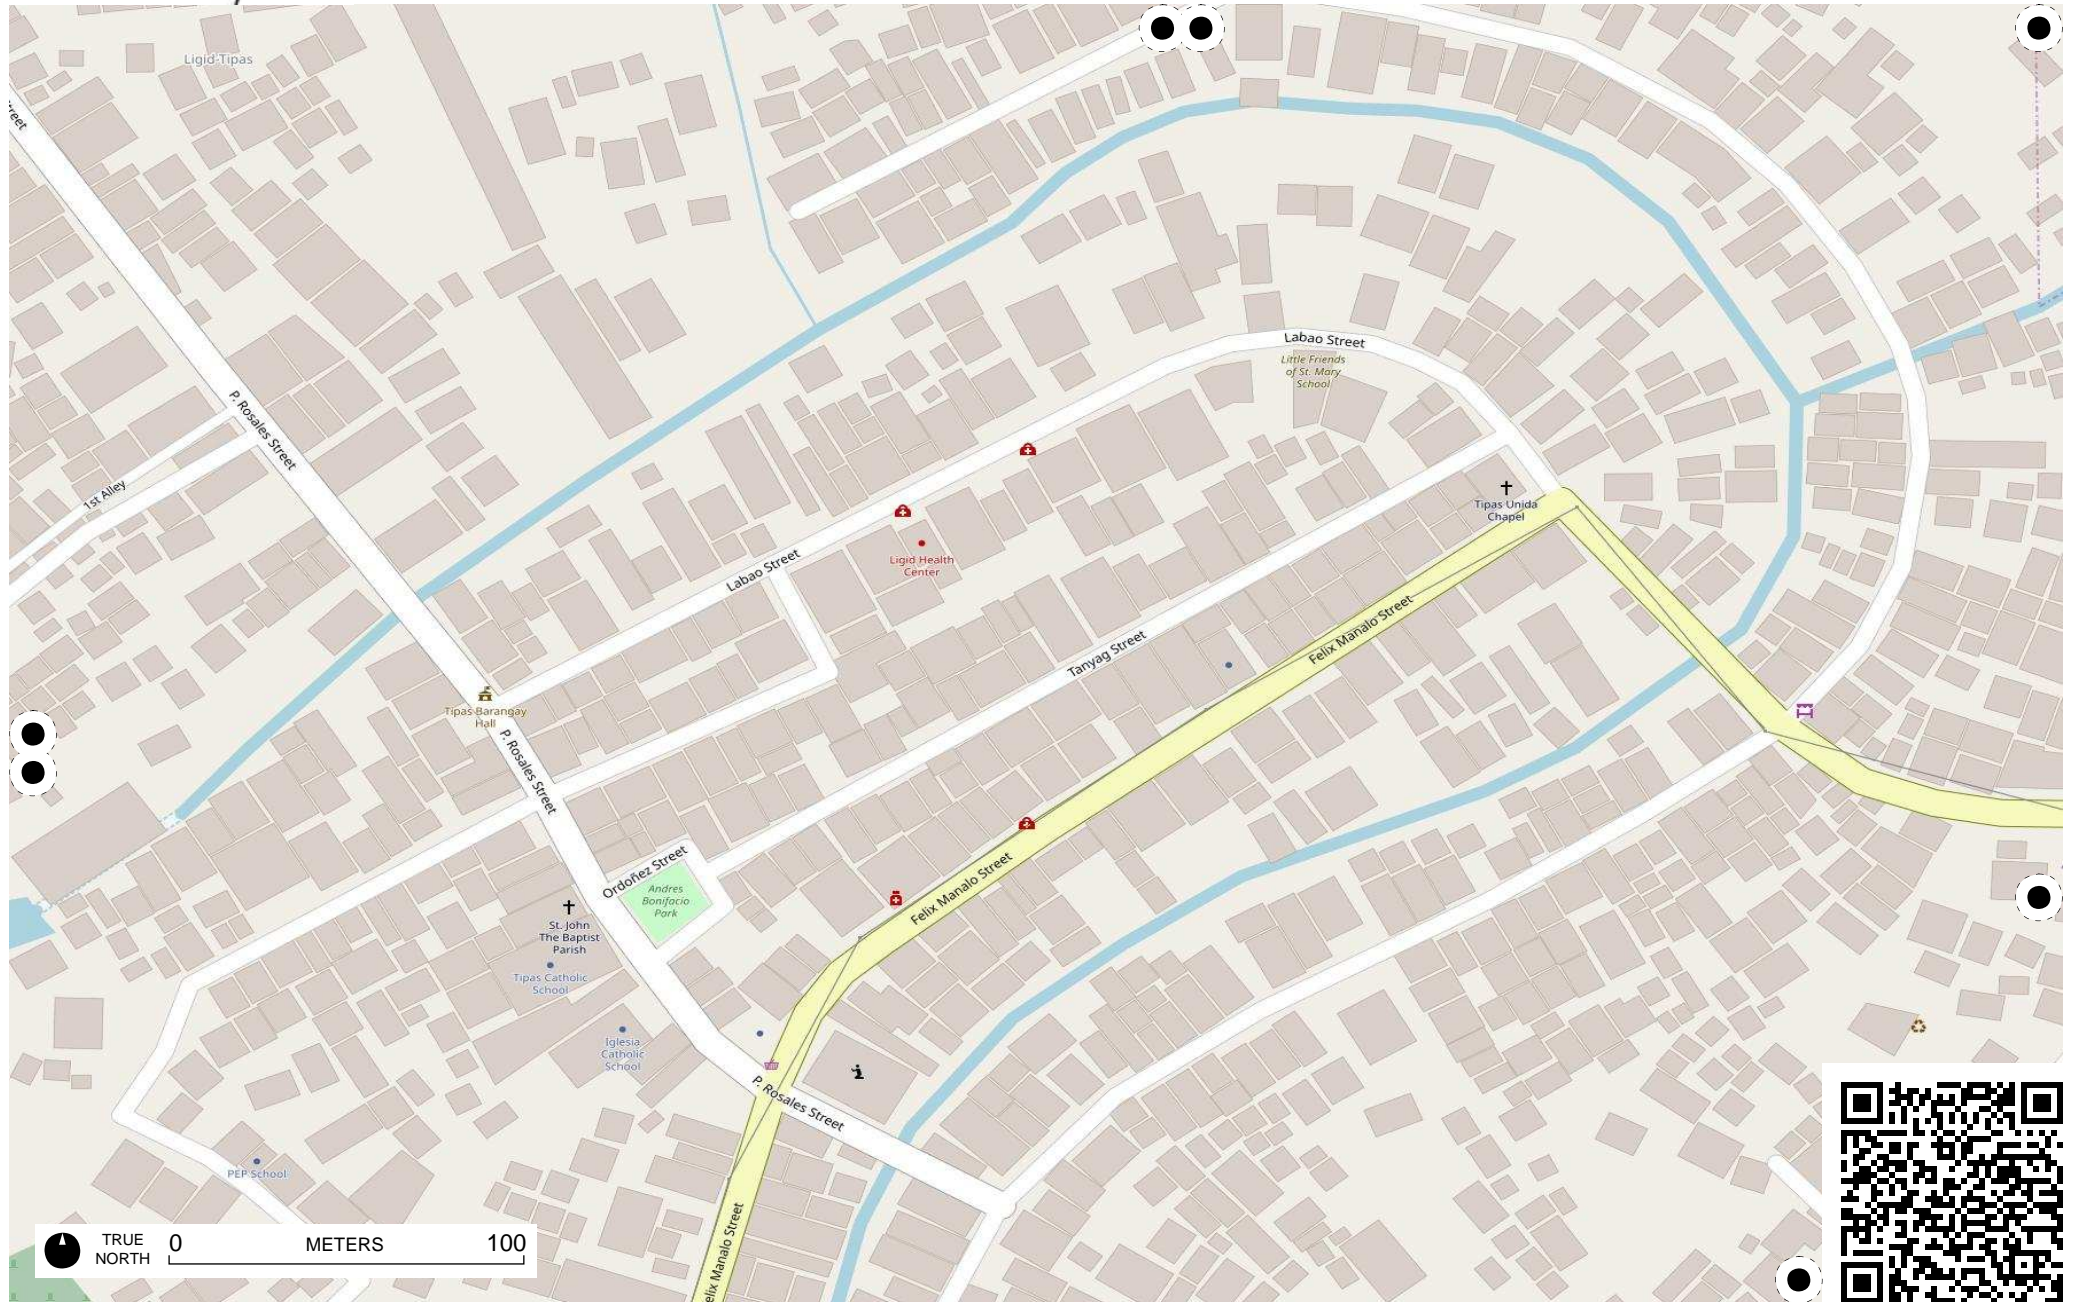 Ligid-Tipas
P. Rosales Street
1st Alley
Labao Street
Little Friends
of St. Mary
School
Tipas Unida
Chapel
Ligid Health
Center
Labao Street
Felix Manalo Street
Tanyag Street
Tipas Barangay
Hall
P. Rosales Street
Ordoñez Street
Andres
Bonifacio
Park
Felix Manalo Street
St. John
The Baptist
Parish
Tipas Catholic
School
Iglesia
Catholic
School
P. Rosales Street
PEP School
Felix Manalo Street
TRUE
NORTH
0 METERS 100